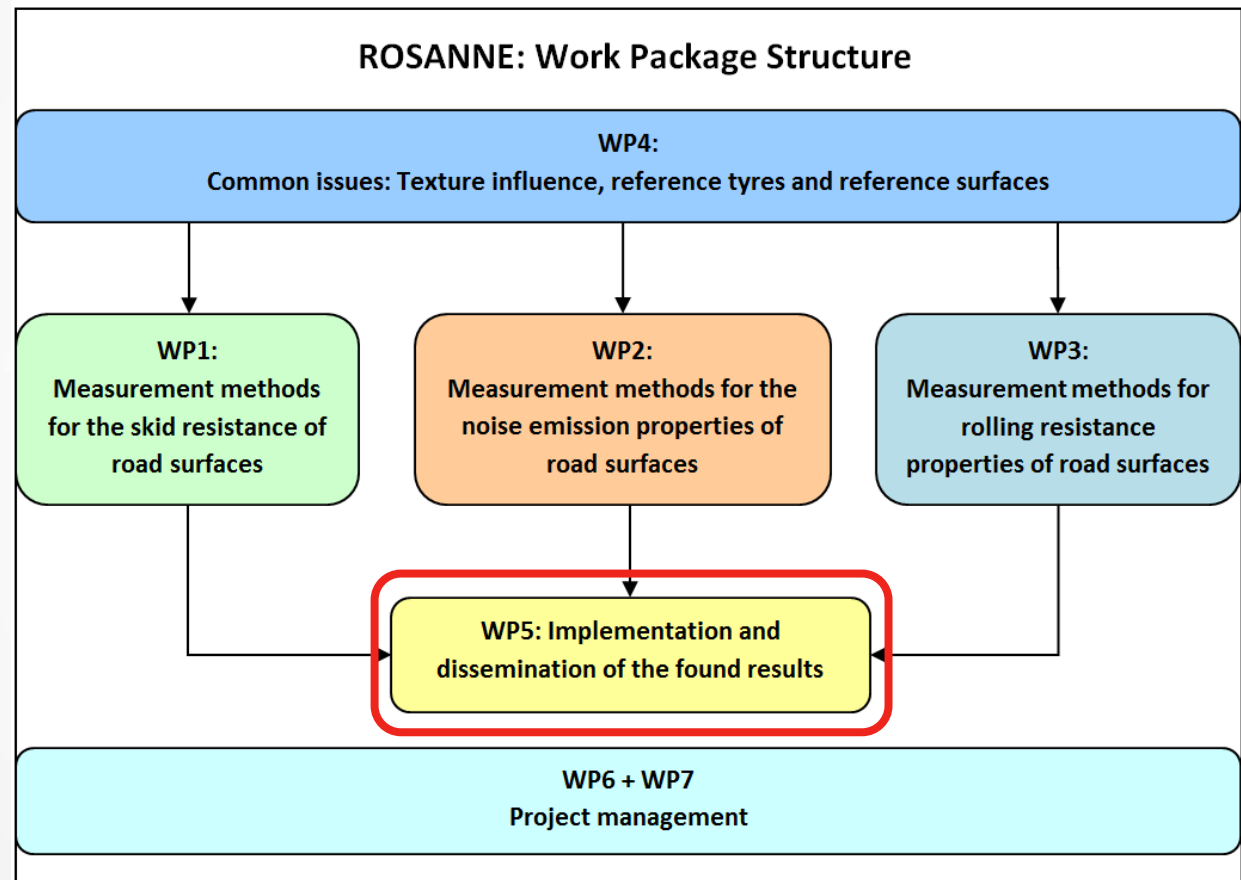 ROSANNE: Work Package Structure
WP4:
Common issues: Texture influence, reference tyres and reference surfaces
WP1:
Measurement methods
for the skid resistance of
road surfaces
WP2:
Measurement methods for the
noise emission properties of
road surfaces
WP3:
Measurement methods for
rolling resistance
properties of road surfaces
WP5: Implementation and
dissemination of the found results
WP6 + WP7
Project management